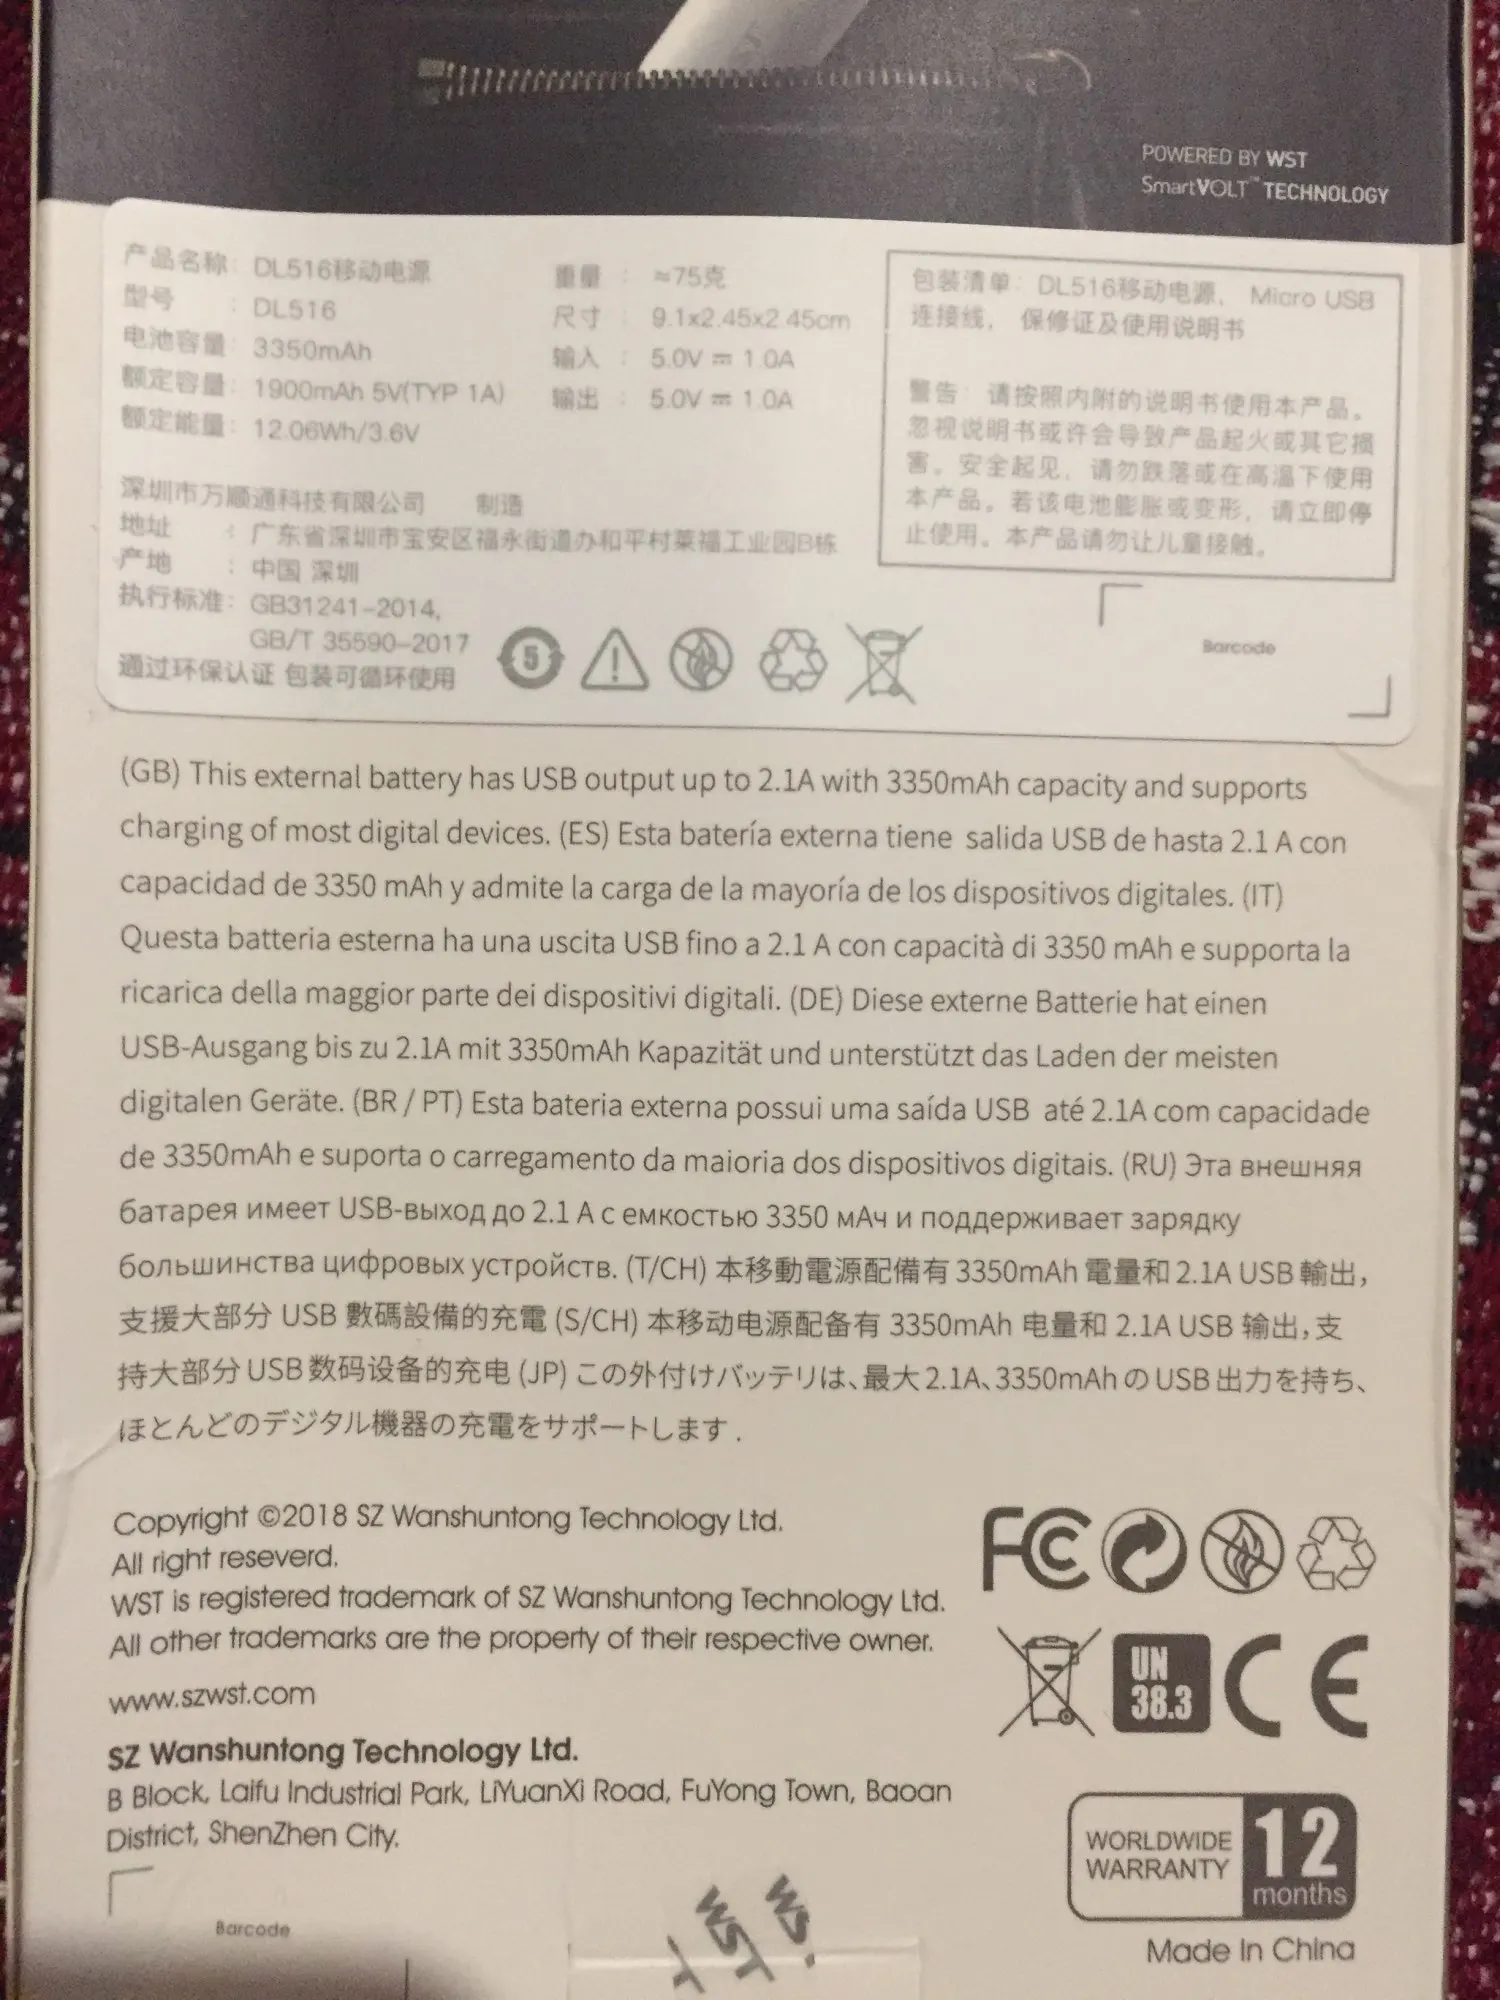 POWERED BY WST
SmartVOLT™ TECHNOLOGY
产品名称: DL516移动电源
型号 : DL516
电池容量: 3350mAh
额定容量: 1900mAh 5V(TYP 1A)
额定能量: 12.06Wh/3.6V
重量 : ≈75克
尺寸 : 9.1x2.45x2.45cm
输入 : 5.0V ⎓ 1.0A
输出 : 5.0V ⎓ 1.0A
深圳市万顺通科技有限公司 制造
地址 : 广东省深圳市宝安区福永街道办和平村莱福工业园B栋
产地 : 中国 深圳
执行标准: GB31241-2014,
GB/T 35590-2017
通过环保认证 包装可循环使用
5
包装清单: DL516移动电源, Micro USB
连接线, 保修证及使用说明书
警告: 请按照内附的说明书使用本产品。
忽视说明书或许会导致产品起火或其它损
害。安全起见, 请勿跌落或在高温下使用
本产品。若该电池膨胀或变形, 请立即停
止使用。本产品请勿让儿童接触。
Barcode
(GB) This external battery has USB output up to 2.1A with 3350mAh capacity and supports
charging of most digital devices. (ES) Esta batería externa tiene salida USB de hasta 2.1 A con
capacidad de 3350 mAh y admite la carga de la mayoría de los dispositivos digitales. (IT)
Questa batteria esterna ha una uscita USB fino a 2.1 A con capacità di 3350 mAh e supporta la
ricarica della maggior parte dei dispositivi digitali. (DE) Diese externe Batterie hat einen
USB-Ausgang bis zu 2.1A mit 3350mAh Kapazität und unterstützt das Laden der meisten
digitalen Geräte. (BR / PT) Esta bateria externa possui uma saída USB até 2.1A com capacidade
de 3350mAh e suporta o carregamento da maioria dos dispositivos digitais. (RU) Эта внешняя
батарея имеет USB-выход до 2.1 А с емкостью 3350 мАч и поддерживает зарядку
большинства цифровых устройств. (T/CH) 本移動電源配備有 3350mAh 電量和 2.1A USB 輸出,
支援大部分 USB 數碼設備的充電 (S/CH) 本移动电源配备有 3350mAh 电量和 2.1A USB 输出,支
持大部分 USB 数码设备的充电 (JP) この外付けバッテリは、最大 2.1A、3350mAh の USB 出力を持ち、
ほとんどのデジタル機器の充電をサポートします .
Copyright ©2018 SZ Wanshuntong Technology Ltd.
All right reseverd.
WST is registered trademark of SZ Wanshuntong Technology Ltd.
All other trademarks are the property of their respective owner.
www.szwst.com
SZ Wanshuntong Technology Ltd.
B Block, Laifu Industrial Park, LiYuanXi Road, FuYong Town, Baoan
District, ShenZhen City.
Barcode
FC
UN
38.3
CE
WORLDWIDE
WARRANTY
12
months
Made In China
WST